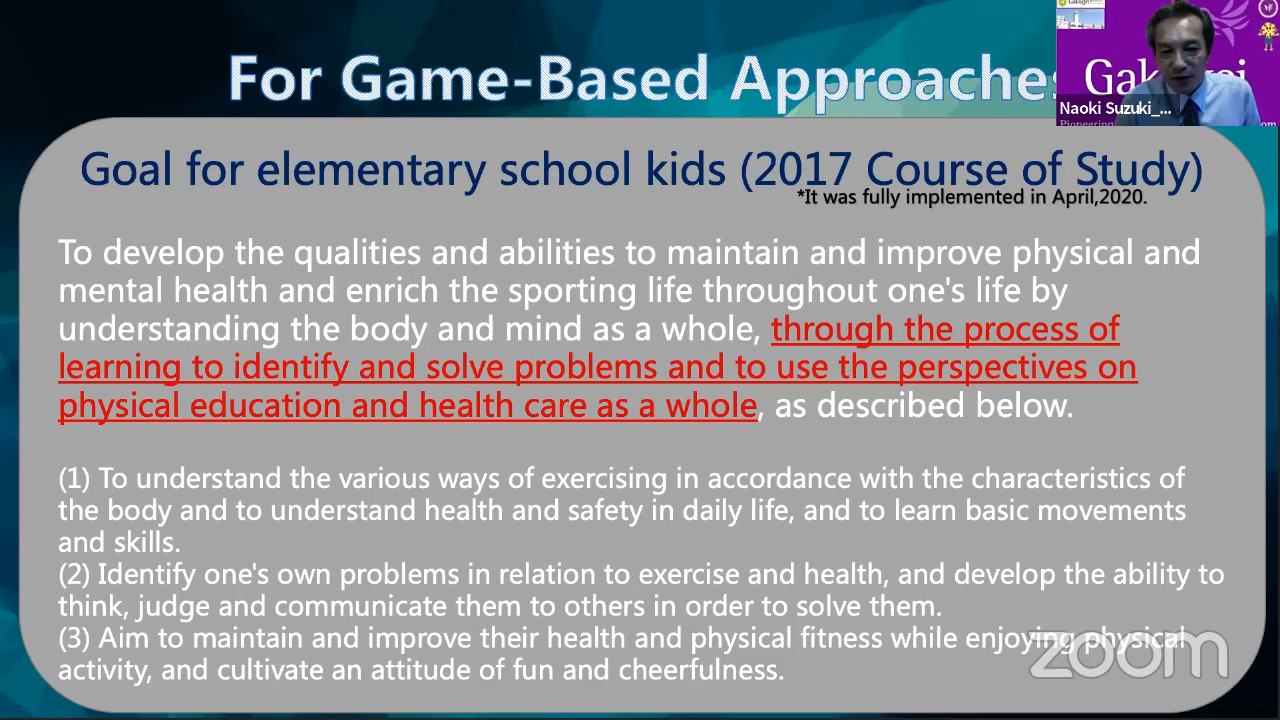 For Game-Based Approaches
Gakugei
Naoki Suzuki_...
Goal for elementary school kids (2017 Course of Study)
*It was fully implemented in April,2020.
To develop the qualities and abilities to maintain and improve physical and
mental health and enrich the sporting life throughout one's life by
understanding the body and mind as a whole, through the process of
learning to identify and solve problems and to use the perspectives on
physical education and health care as a whole, as described below.
(1) To understand the various ways of exercising in accordance with the characteristics of
the body and to understand health and safety in daily life, and to learn basic movements
and skills.
(2) Identify one's own problems in relation to exercise and health, and develop the ability to
think, judge and communicate them to others in order to solve them.
(3) Aim to maintain and improve their health and physical fitness while enjoying physical
activity, and cultivate an attitude of fun and cheerfulness.
zoom